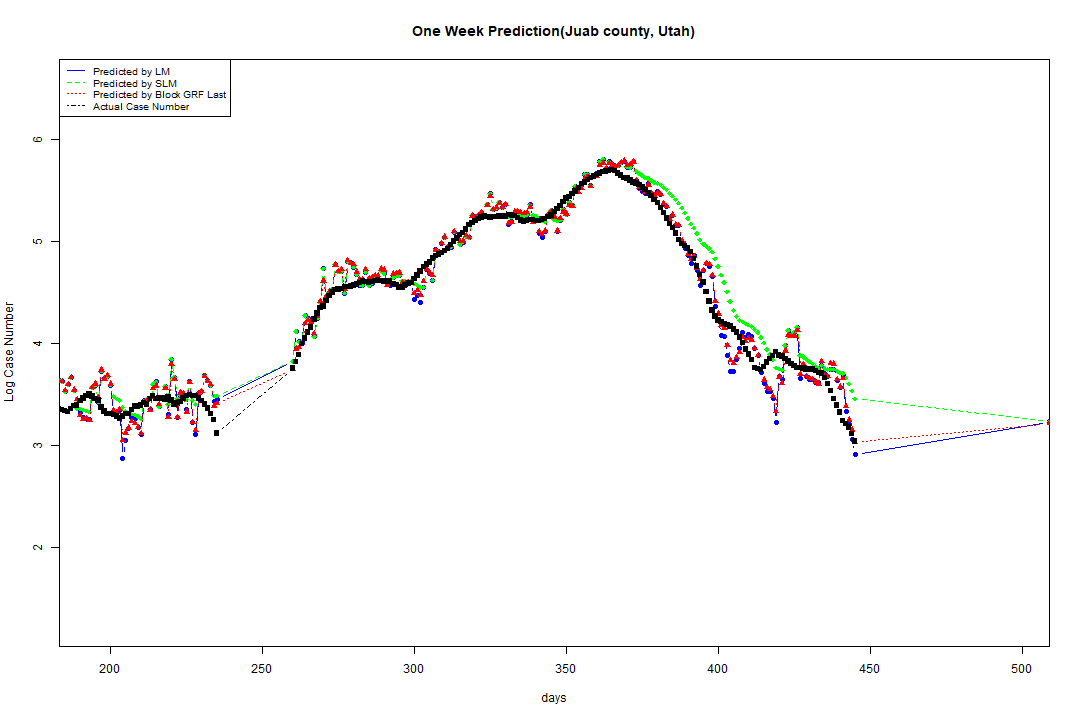 One Week Prediction(Juab county, Utah)
Predicted by LM
Predicted by SLM
Predicted by Block GRF Last
Actual Case Number
6
5
4
3
2
Log Case Number
200 250 300 350 400 450 500
days